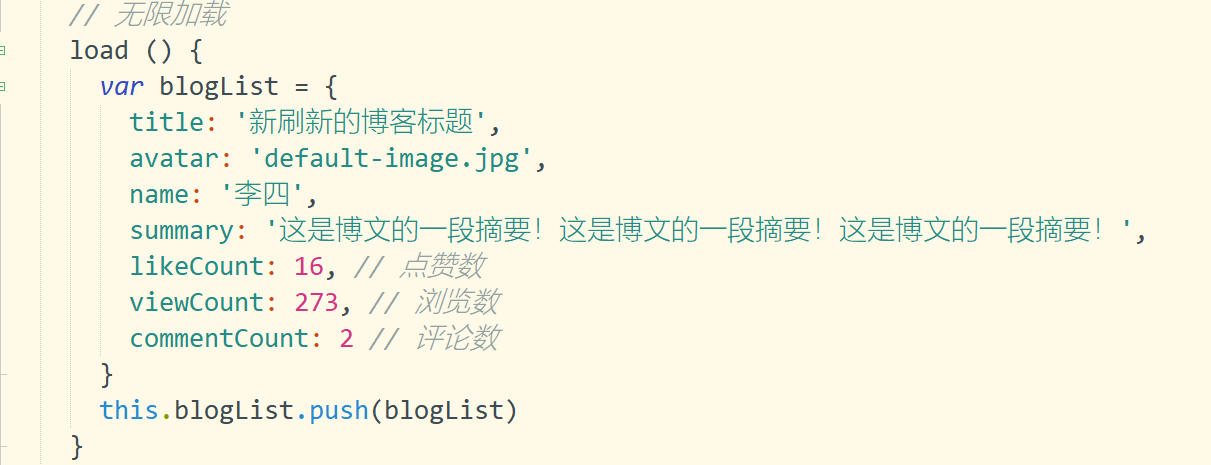 // 无限加载
load () {
var blogList = {
title: '新刷新的博客标题',
avatar: 'default-image.jpg',
name: '李四',
summary: '这是博文的一段摘要！这是博文的一段摘要！这是博文的一段摘要！',
likeCount: 16, // 点赞数
viewCount: 273, // 浏览数
commentCount: 2 // 评论数
}
this.blogList.push(blogList)
}